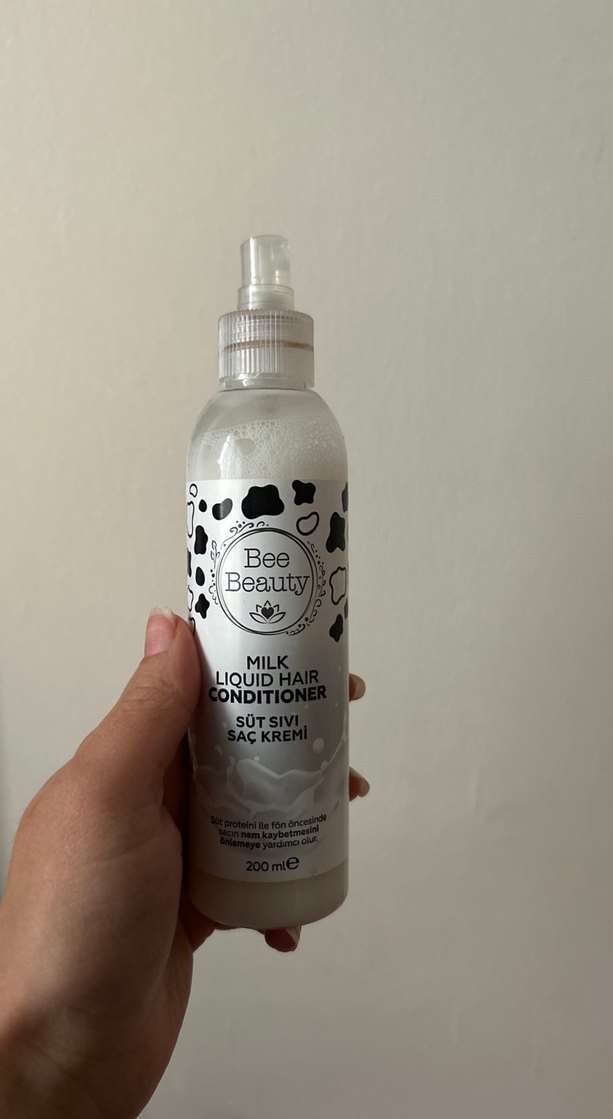 Bee
Beauty
MILK
LIQUID HAIR
CONDITIONER
SÜT SIVI
SAÇ KREMİ
Süt proteini ile fön öncesinde
saçın nem kaybetmesini
önlemeye yardımcı olur.
200 ml e